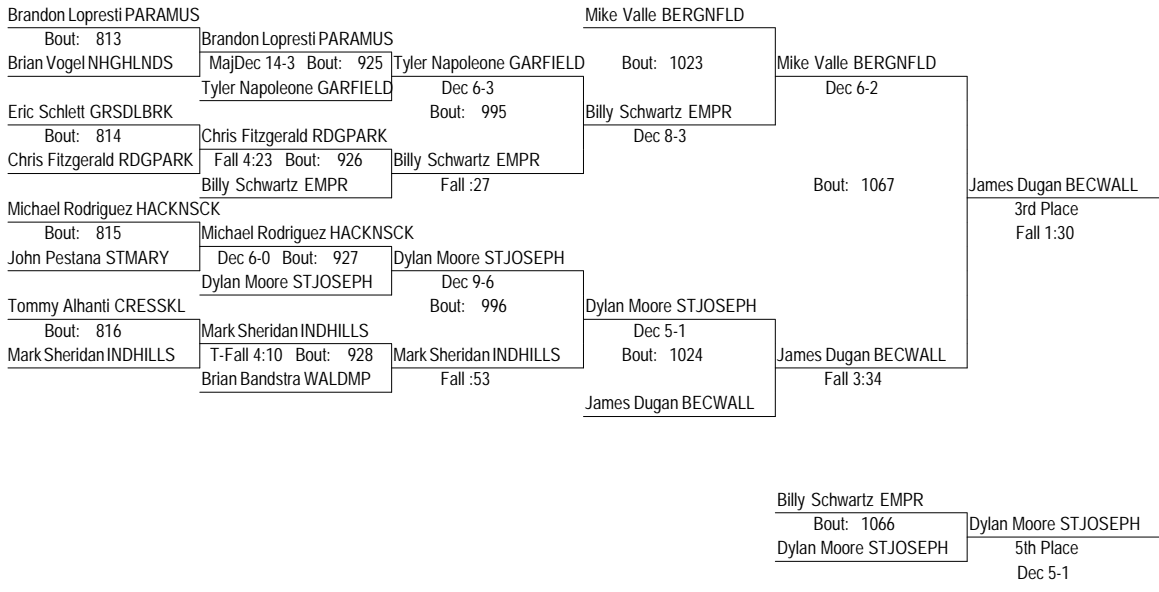 Brandon Lopresti PARAMUS
Bout: 813
Brian Vogel NHGHLNDS
Eric Schlett GRSDLBRK
Bout: 814
Chris Fitzgerald RDGPARK
Michael Rodriguez HACKNSCK
Bout: 815
John Pestana STMARY
Tommy Alhanti CRESSKL
Bout: 816
Mark Sheridan INDHILLS
Brandon Lopresti PARAMUS
MajDec 14-3 Bout: 925
Tyler Napoleone GARFIELD
Chris Fitzgerald RDGPARK
Fall 4:23 Bout: 926
Billy Schwartz EMPR
Michael Rodriguez HACKNSCK
Dec 6-0 Bout: 927
Dylan Moore STJOSEPH
Mark Sheridan INDHILLS
T-Fall 4:10 Bout: 928
Brian Bandstra WALDMP
Tyler Napoleone GARFIELD
Dec 6-3
Bout: 995
Billy Schwartz EMPR
Fall :27
Dylan Moore STJOSEPH
Dec 9-6
Bout: 996
Mark Sheridan INDHILLS
Fall :53
Mike Valle BERGNFLD
Bout: 1023
Billy Schwartz EMPR
Dec 8-3
Dylan Moore STJOSEPH
Dec 5-1
Bout: 1024
James Dugan BECWALL
Mike Valle BERGNFLD
Dec 6-2
Bout: 1067
James Dugan BECWALL
Fall 3:34
James Dugan BECWALL
3rd Place
Fall 1:30
Billy Schwartz EMPR
Bout: 1066
Dylan Moore STJOSEPH
Dylan Moore STJOSEPH
5th Place
Dec 5-1